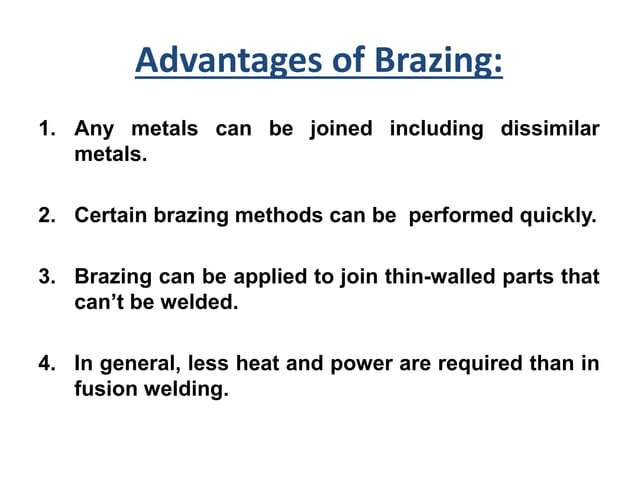 Advantages of Brazing:
1. Any metals can be joined including dissimilar
metals.
2. Certain brazing methods can be performed quickly.
3. Brazing can be applied to join thin-walled parts that
can’t be welded.
4. In general, less heat and power are required than in
fusion welding.